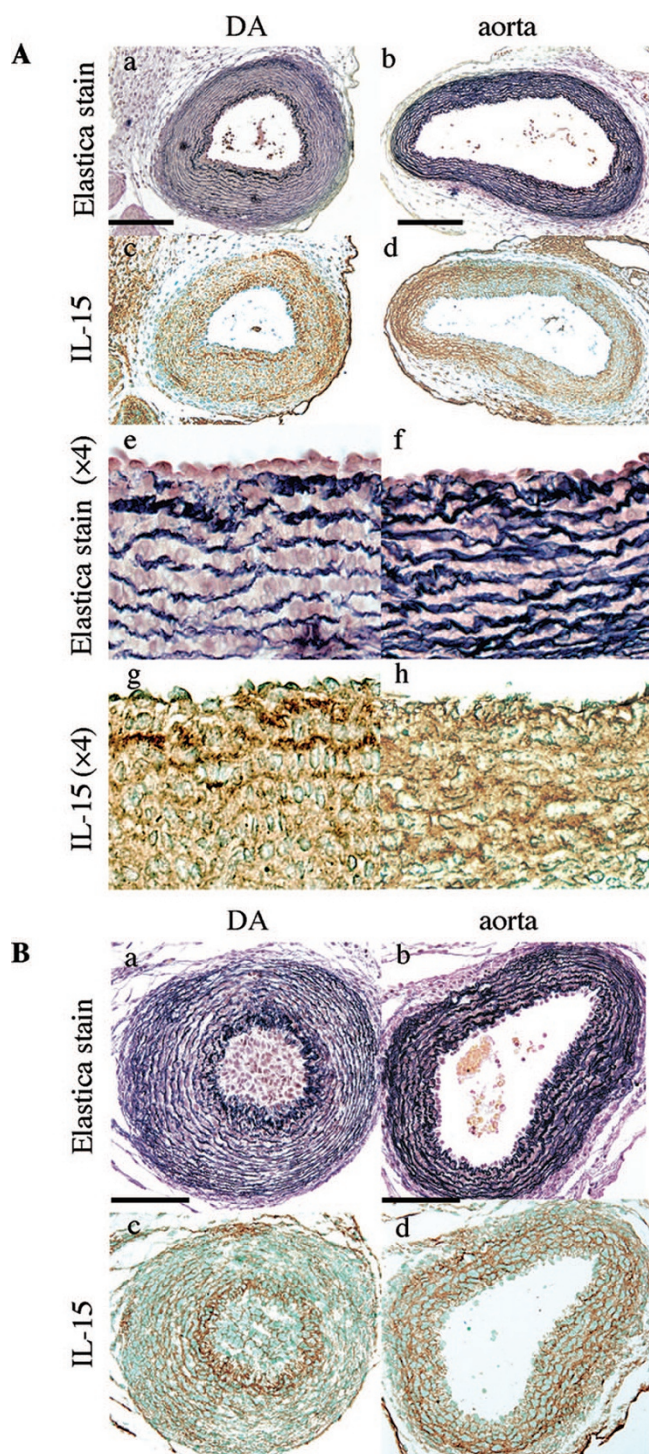 DA aorta
A
a b
Elastica stain
c d
IL-15
e f
Elastica stain (×4)
g h
IL-15 (×4)
DA aorta
B
a b
Elastica stain
c d
IL-15